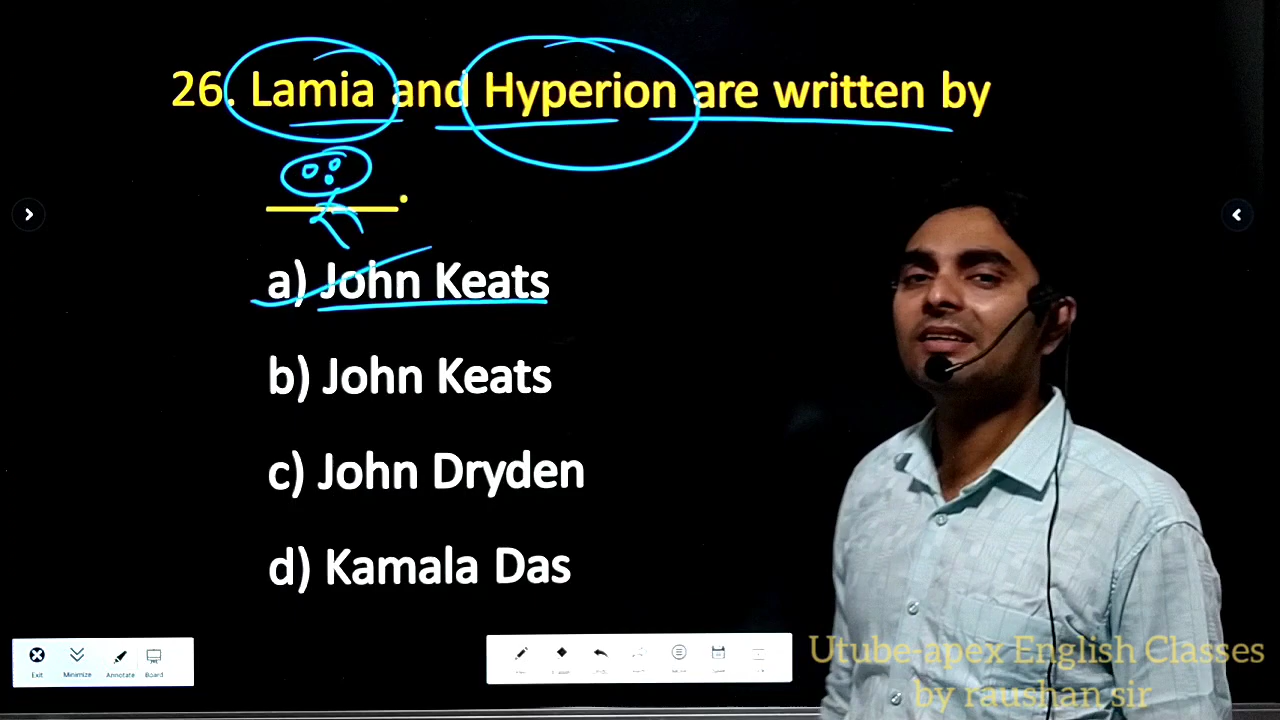 26. Lamia and Hyperion are written by
______.
a) John Keats
b) John Keats
c) John Dryden
d) Kamala Das
Exit Minimize Annotate Board
Utube-apex English Classes
by raushan sir